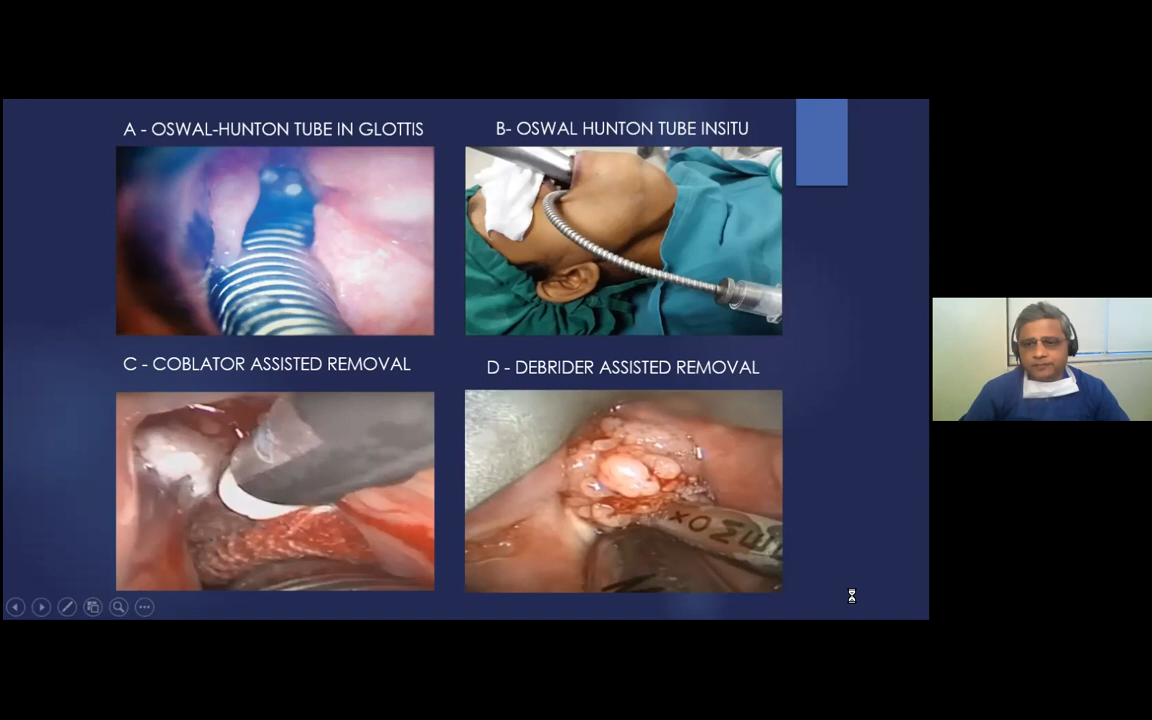 A - OSWAL-HUNTON TUBE IN GLOTTIS
B- OSWAL HUNTON TUBE INSITU
C - COBLATOR ASSISTED REMOVAL
D - DEBRIDER ASSISTED REMOVAL